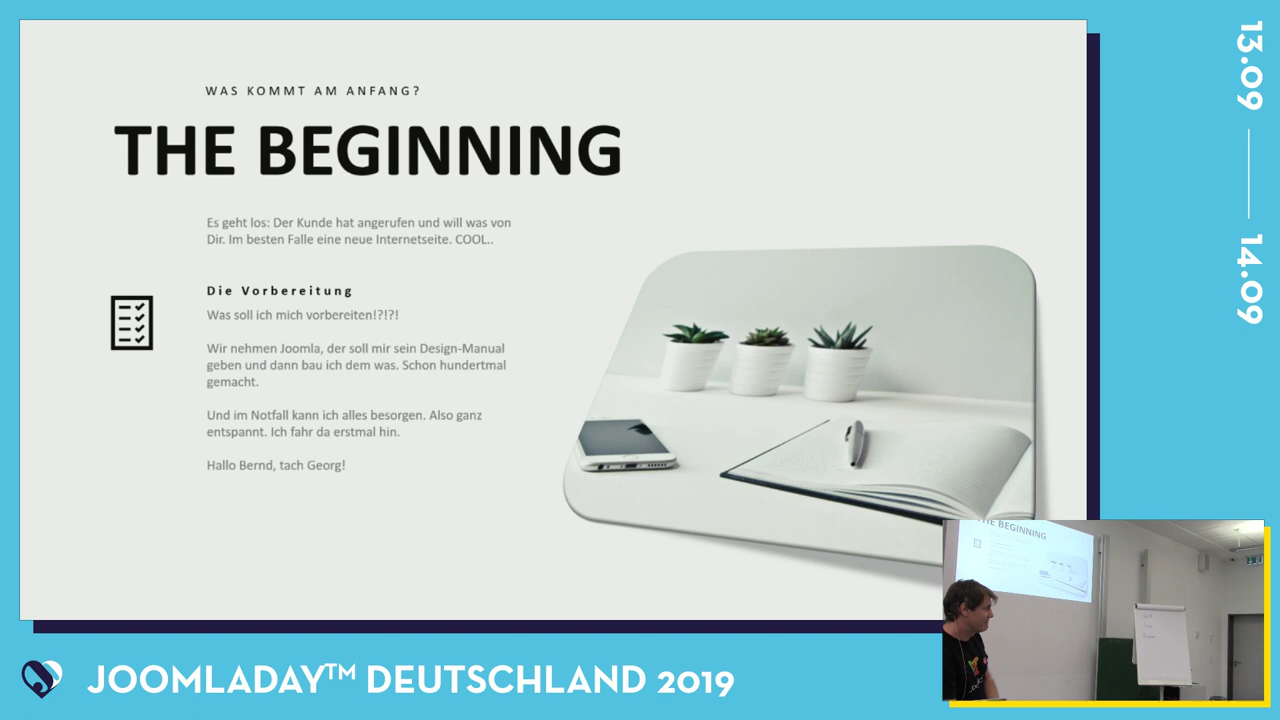 WAS KOMMT AM ANFANG?
THE BEGINNING
Es geht los: Der Kunde hat angerufen und will was von
Dir. Im besten Falle eine neue Internetseite. COOL..
Die Vorbereitung
Was soll ich mich vorbereiten!?!?!
Wir nehmen Joomla, der soll mir sein Design-Manual
geben und dann bau ich dem was. Schon hundertmal
gemacht.
Und im Notfall kann ich alles besorgen. Also ganz
entspannt. Ich fahr da erstmal hin.
Hallo Bernd, tach Georg!
13.09
14.09
THE BEGINNING
JOOMLADAY™ DEUTSCHLAND 2019